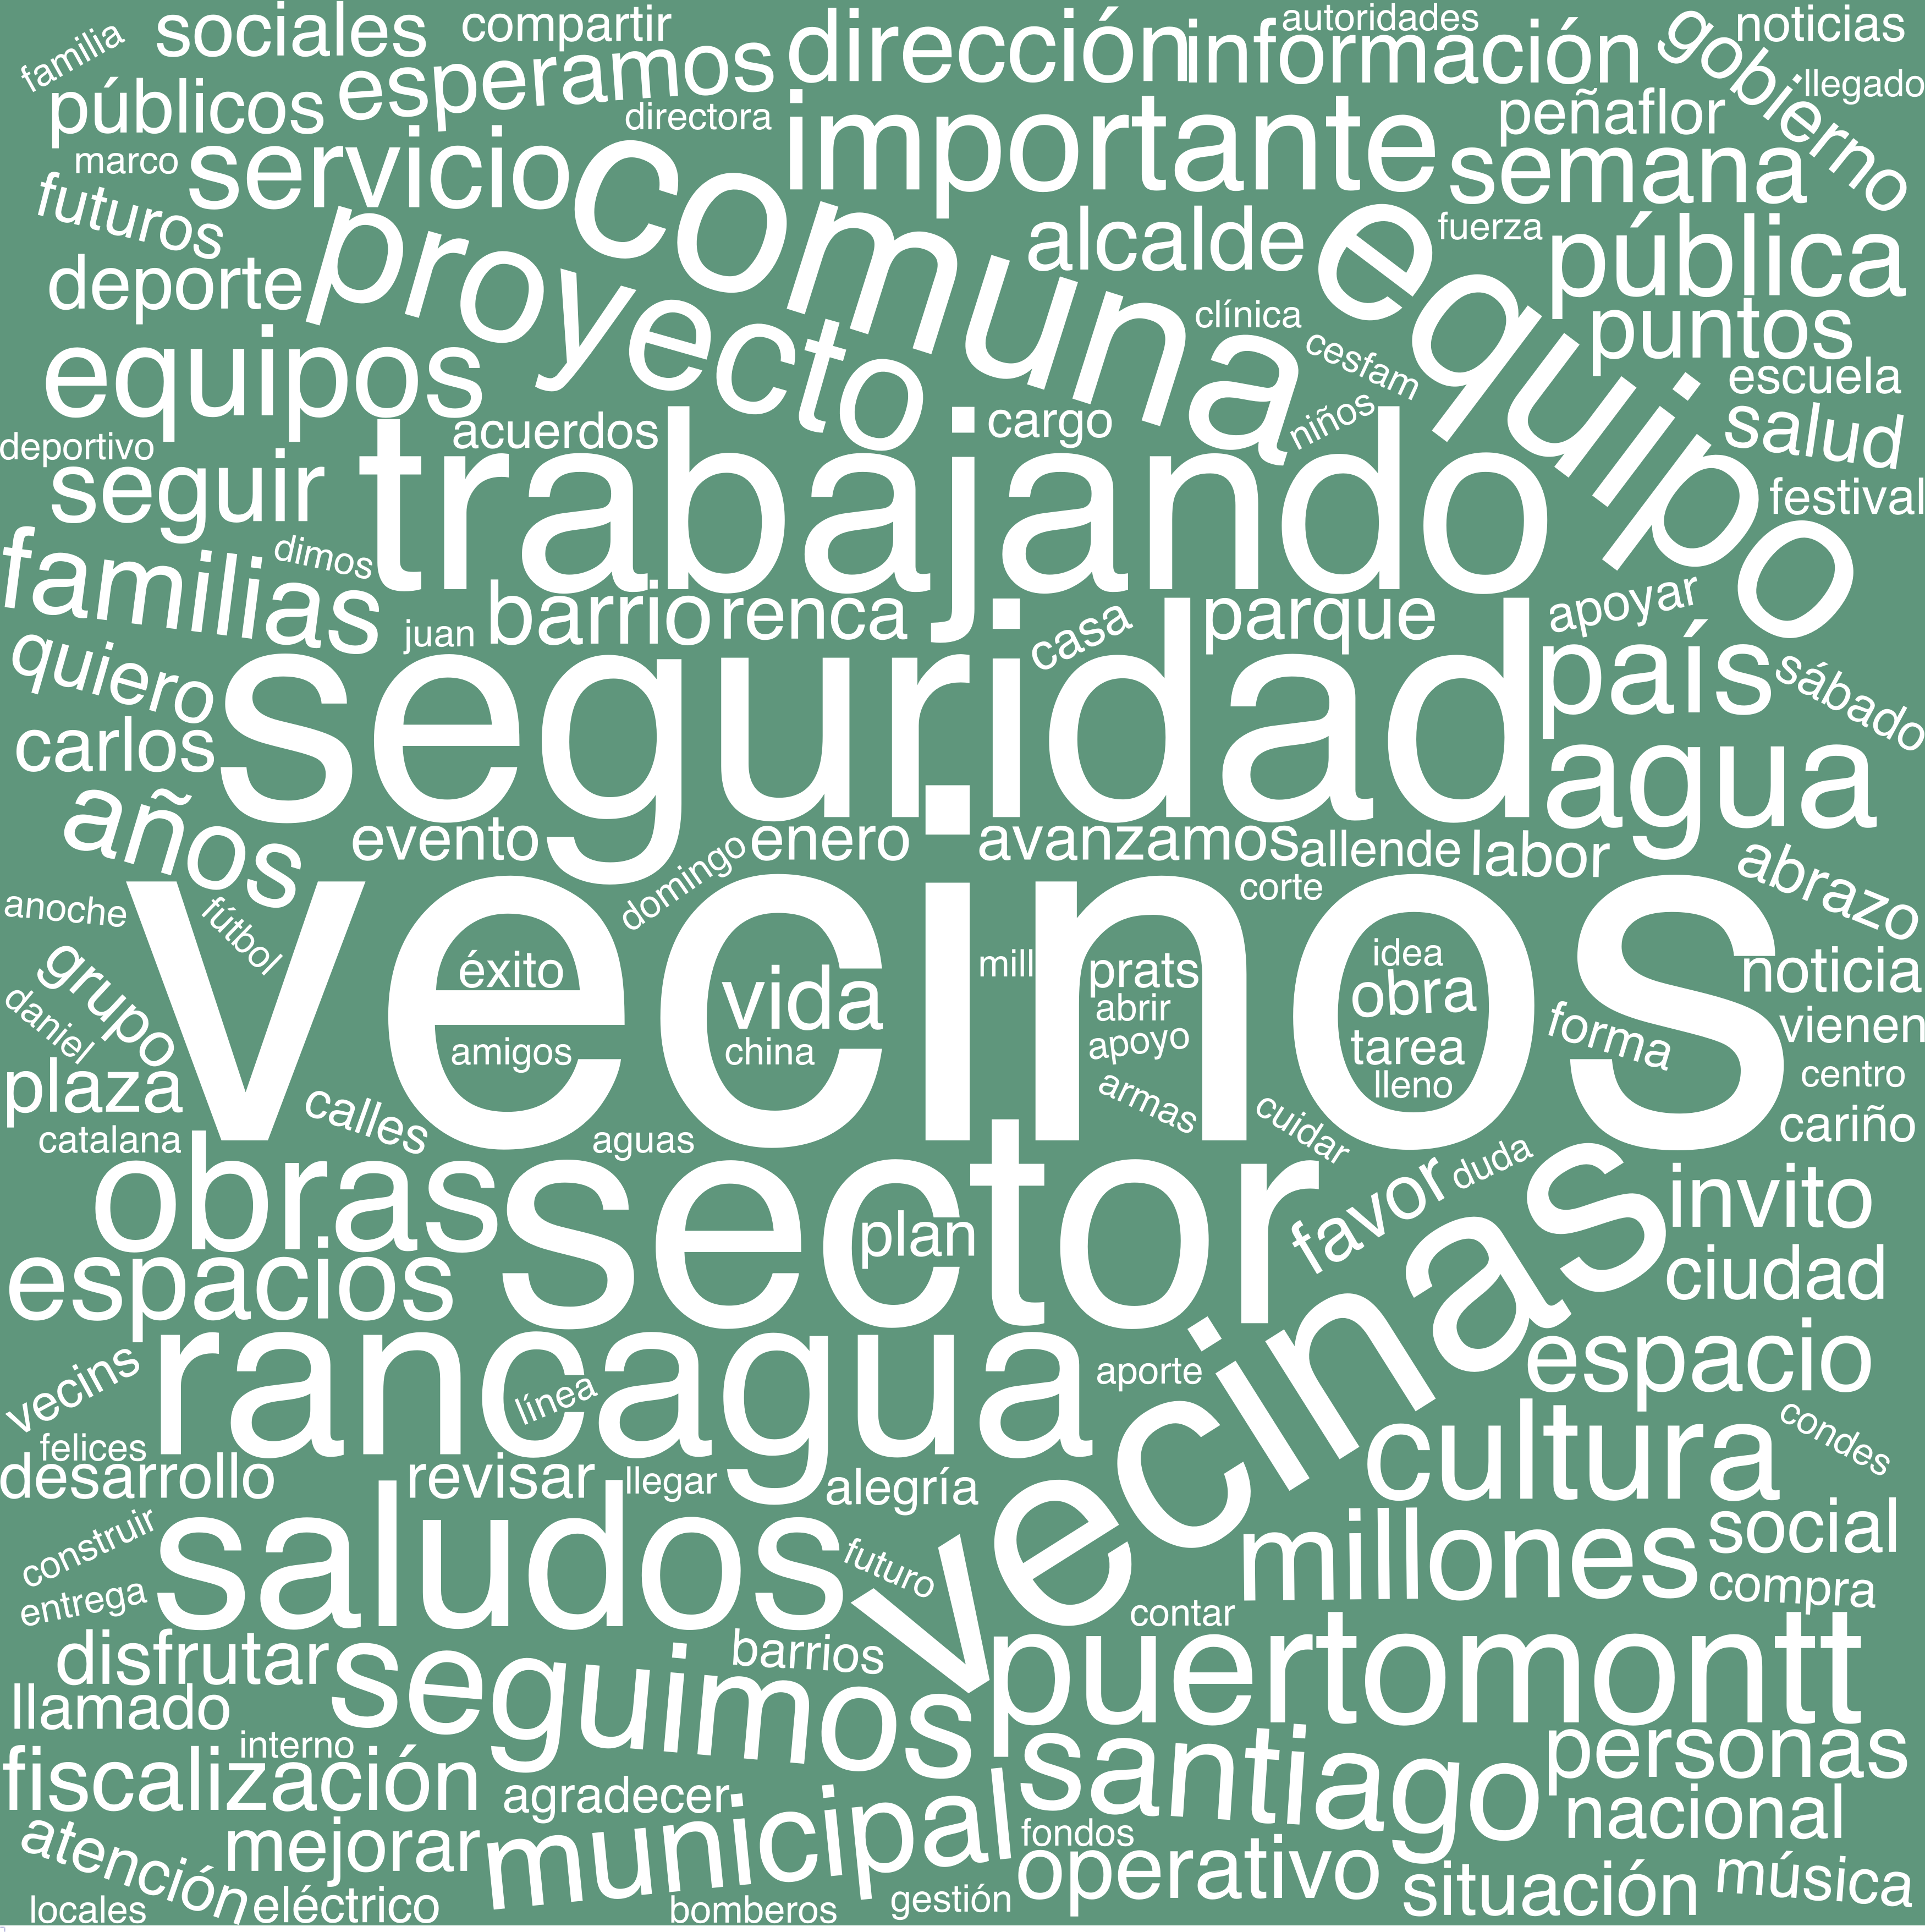 familia
sociales
compartir
dirección
autoridades
información
gobierno
noticias
llegado
públicos
esperamos
directora
importante
peñaflor
marco
servicio
semana
futuros
proyecto
comuna
alcalde
equipo
fuerza
pública
deporte
clínica
puntos
equipos
cesfam
escuela
deportivo
acuerdos
cargo
niños
salud
seguir
trabajando
festival
familias
dimos
juan
barrio
renca
casa
parque
apoyar
quiero
seguridad
país
sábado
carlos
agua
años
evento
domingo
enero
avanzamos
allende
labor
corte
abrazo
anoche
fútbol
vecinos
éxito
vida
mill
prats
idea
noticia
grupo
abrir
obra
daniel
amigos
china
apoyo
tarea
forma
vienen
plaza
armas
lleno
centro
calles
cuidar
cariño
catalana
aguas
obras
sector
plan
favor
duda
vecinas
invito
espacios
ciudad
rancagua
línea
aporte
espacio
vecins
felices
cultura
condes
desarrollo
revisar
llegar
alegría
construir
saludos
futuro
millones
social
entrega
contar
compra
disfrutar
seguimos
barrios
puertomontt
llamado
interno
santiago
personas
fiscalización
agradecer
municipal
nacional
atención
mejorar
fondos
operativo
situación
música
locales
eléctrico
bomberos
gestión